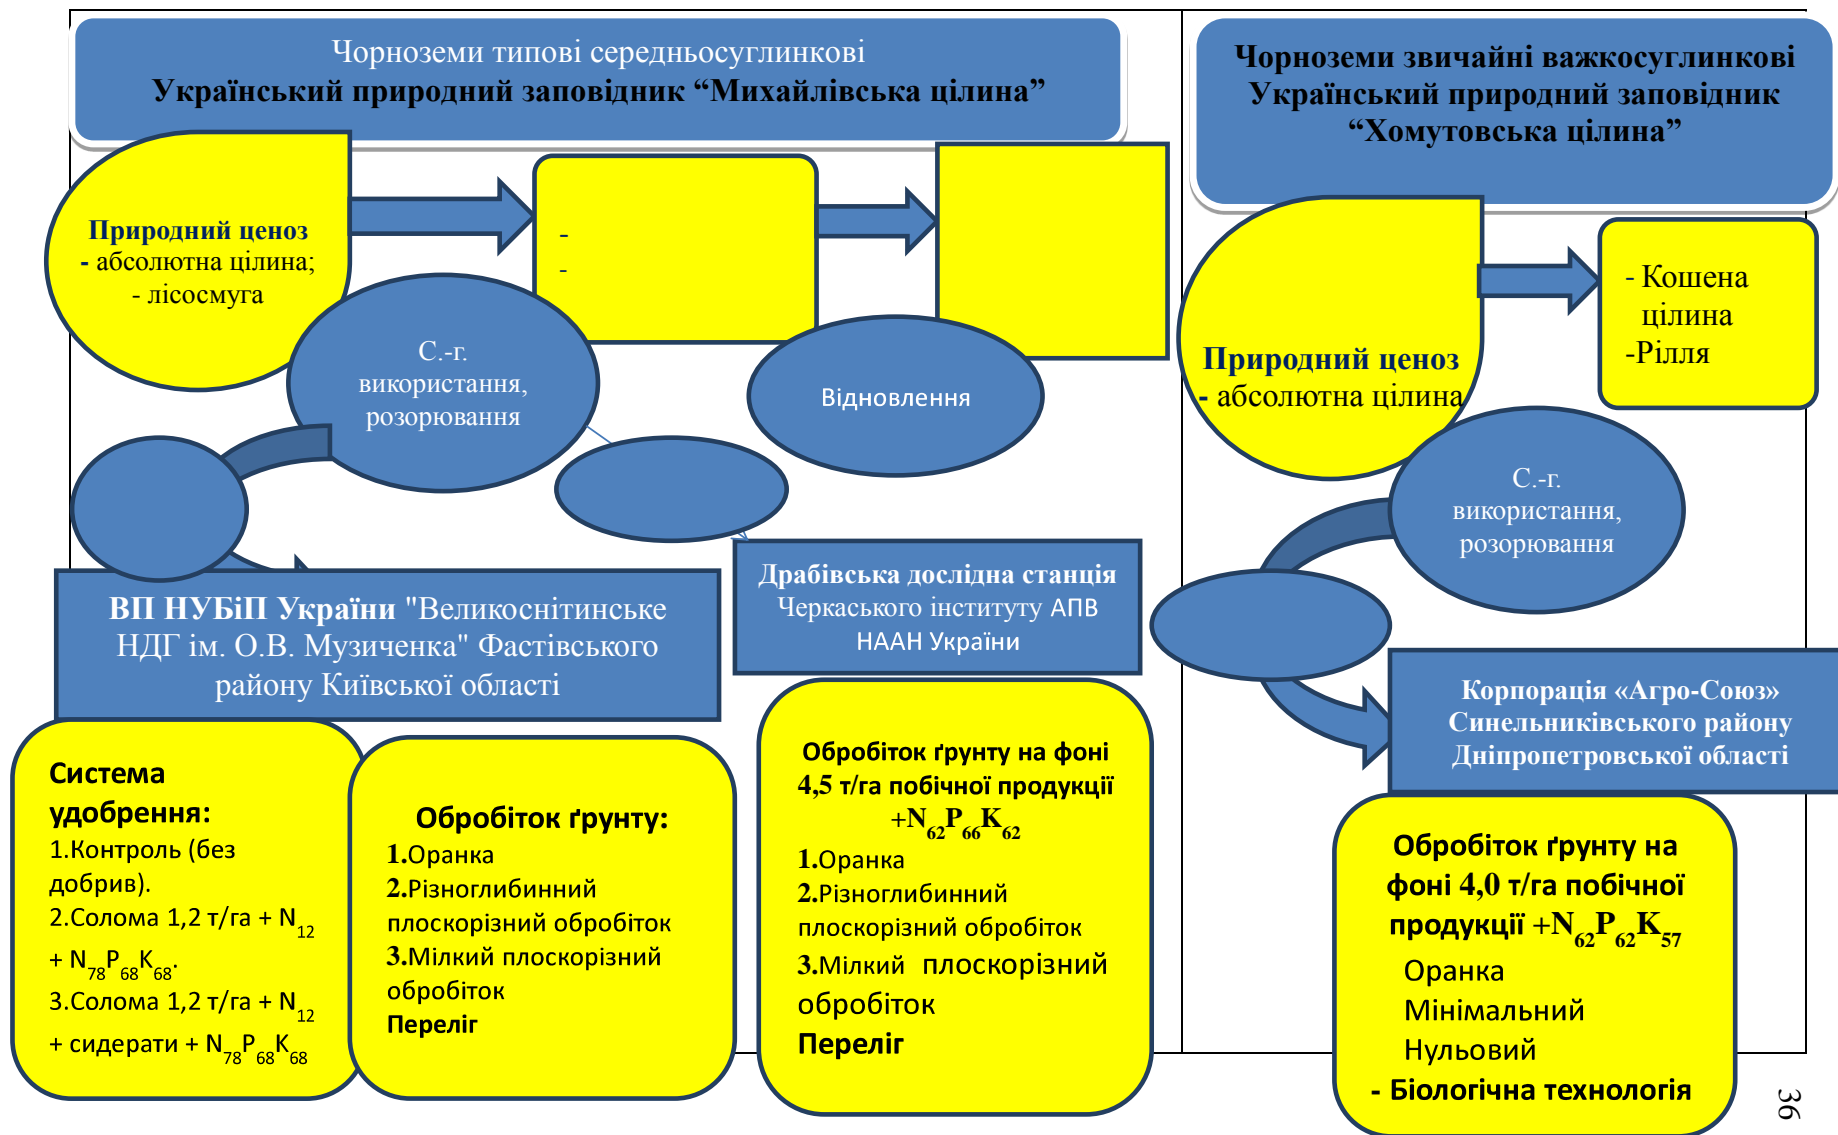 Чорноземи типові середньосуглинкові
Український природний заповідник “Михайлівська цілина”
Чорноземи звичайні важкосуглинкові
Український природний заповідник
“Хомутовська цілина”
Природний ценоз
- абсолютна цілина;
- лісосмуга
-
-
С.-г.
використання,
розорювання
Відновлення
Природний ценоз
- абсолютна цілина
- Кошена
цілина
-Рілля
С.-г.
використання,
розорювання
ВП НУБіП України "Великоснітинське
НДГ ім. О.В. Музиченка" Фастівського
району Київської області
Драбівська дослідна станція
Черкаського інституту АПВ
НААН України
Корпорація «Агро-Союз»
Синельниківського району
Дніпропетровської області
Система
удобрення:
1.Контроль (без
добрив).
2.Солома 1,2 т/га + N12
+ N78P68K68.
3.Солома 1,2 т/га + N12
+ сидерати + N78P68K68
Обробіток ґрунту:
1.Оранка
2.Різноглибинний
плоскорізний обробіток
3.Мілкий плоскорізний
обробіток
Переліг
Обробіток ґрунту на фоні
4,5 т/га побічної продукції
+N62P66K62
1.Оранка
2.Різноглибинний
плоскорізний обробіток
3.Мілкий плоскорізний
обробіток
Переліг
Обробіток ґрунту на
фоні 4,0 т/га побічної
продукції +N62P62K57
Оранка
Мінімальний
Нульовий
- Біологічна технологія
36